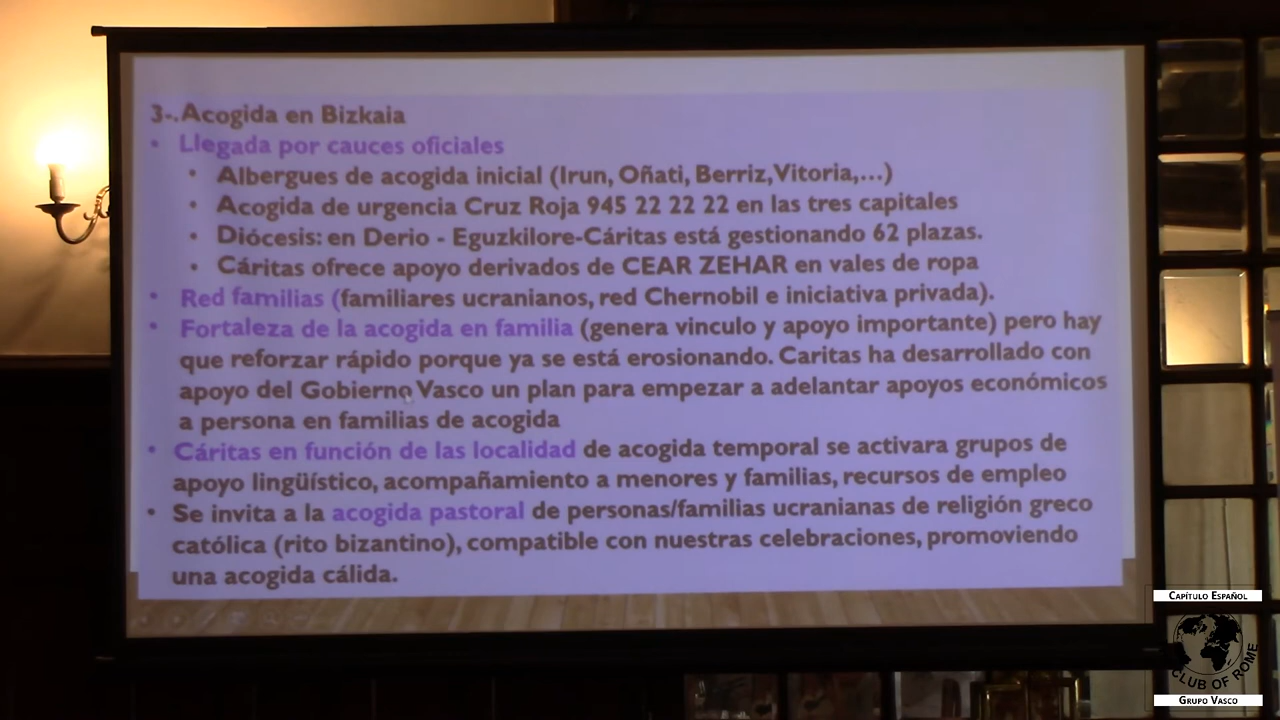 3-.Acogida en Bizkaia
• Llegada por cauces oficiales
• Albergues de acogida inicial (Irun, Oñati, Berriz,Vitoria,...)
• Acogida de urgencia Cruz Roja 945 22 22 22 en las tres capitales
• Diócesis: en Derio - Eguzkilore-Cáritas está gestionando 62 plazas.
• Cáritas ofrece apoyo derivados de CEAR ZEHAR en vales de ropa
• Red familias (familiares ucranianos, red Chernobil e iniciativa privada).
• Fortaleza de la acogida en familia (genera vinculo y apoyo importante) pero hay
que reforzar rápido porque ya se está erosionando. Caritas ha desarrollado con
apoyo del Gobierno Vasco un plan para empezar a adelantar apoyos económicos
a persona en familias de acogida
• Cáritas en función de las localidad de acogida temporal se activara grupos de
apoyo lingüístico, acompañamiento a menores y familias, recursos de empleo
• Se invita a la acogida pastoral de personas/familias ucranianas de religión greco
católica (rito bizantino), compatible con nuestras celebraciones, promoviendo
una acogida cálida.
Capítulo Español
CLUB OF ROME
Grupo Vasco